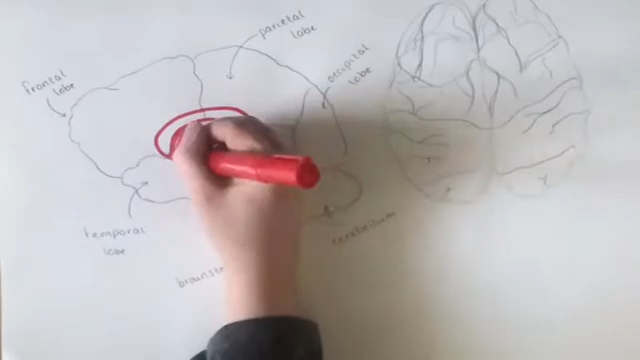 parietal
lobe
occipital
lobe
frontal
lobe
temporal
lobe
cerebellum